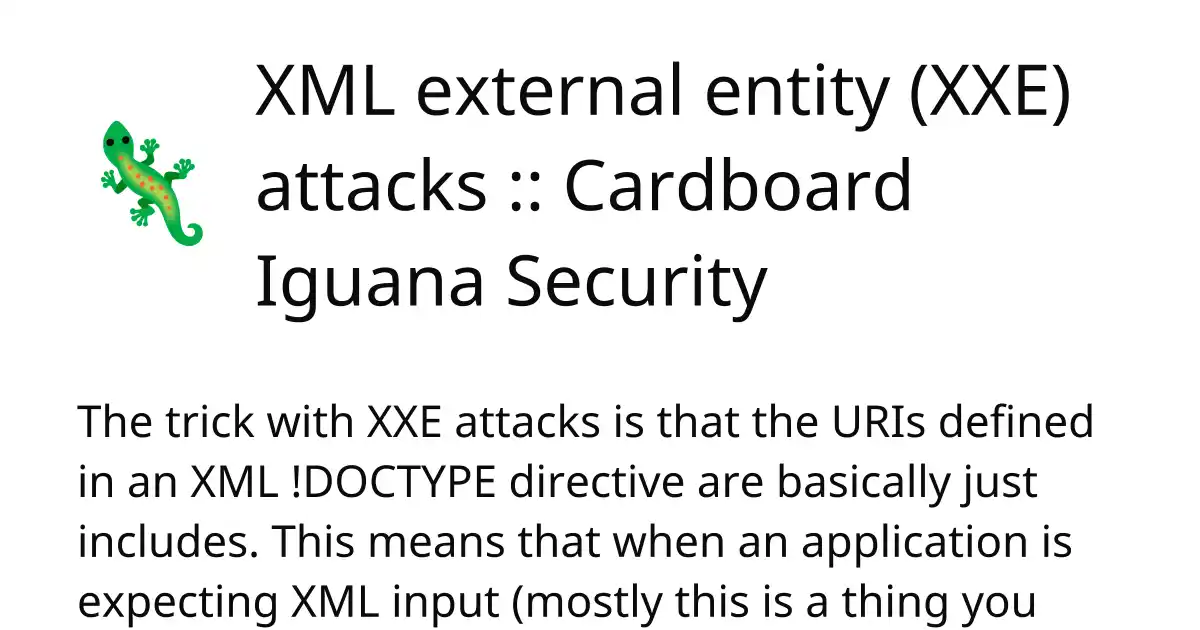 XML external entity (XXE)
attacks :: Cardboard
Iguana Security
The trick with XXE attacks is that the URIs defined
in an XML !DOCTYPE directive are basically just
includes. This means that when an application is
expecting XML input (mostly this is a thing you